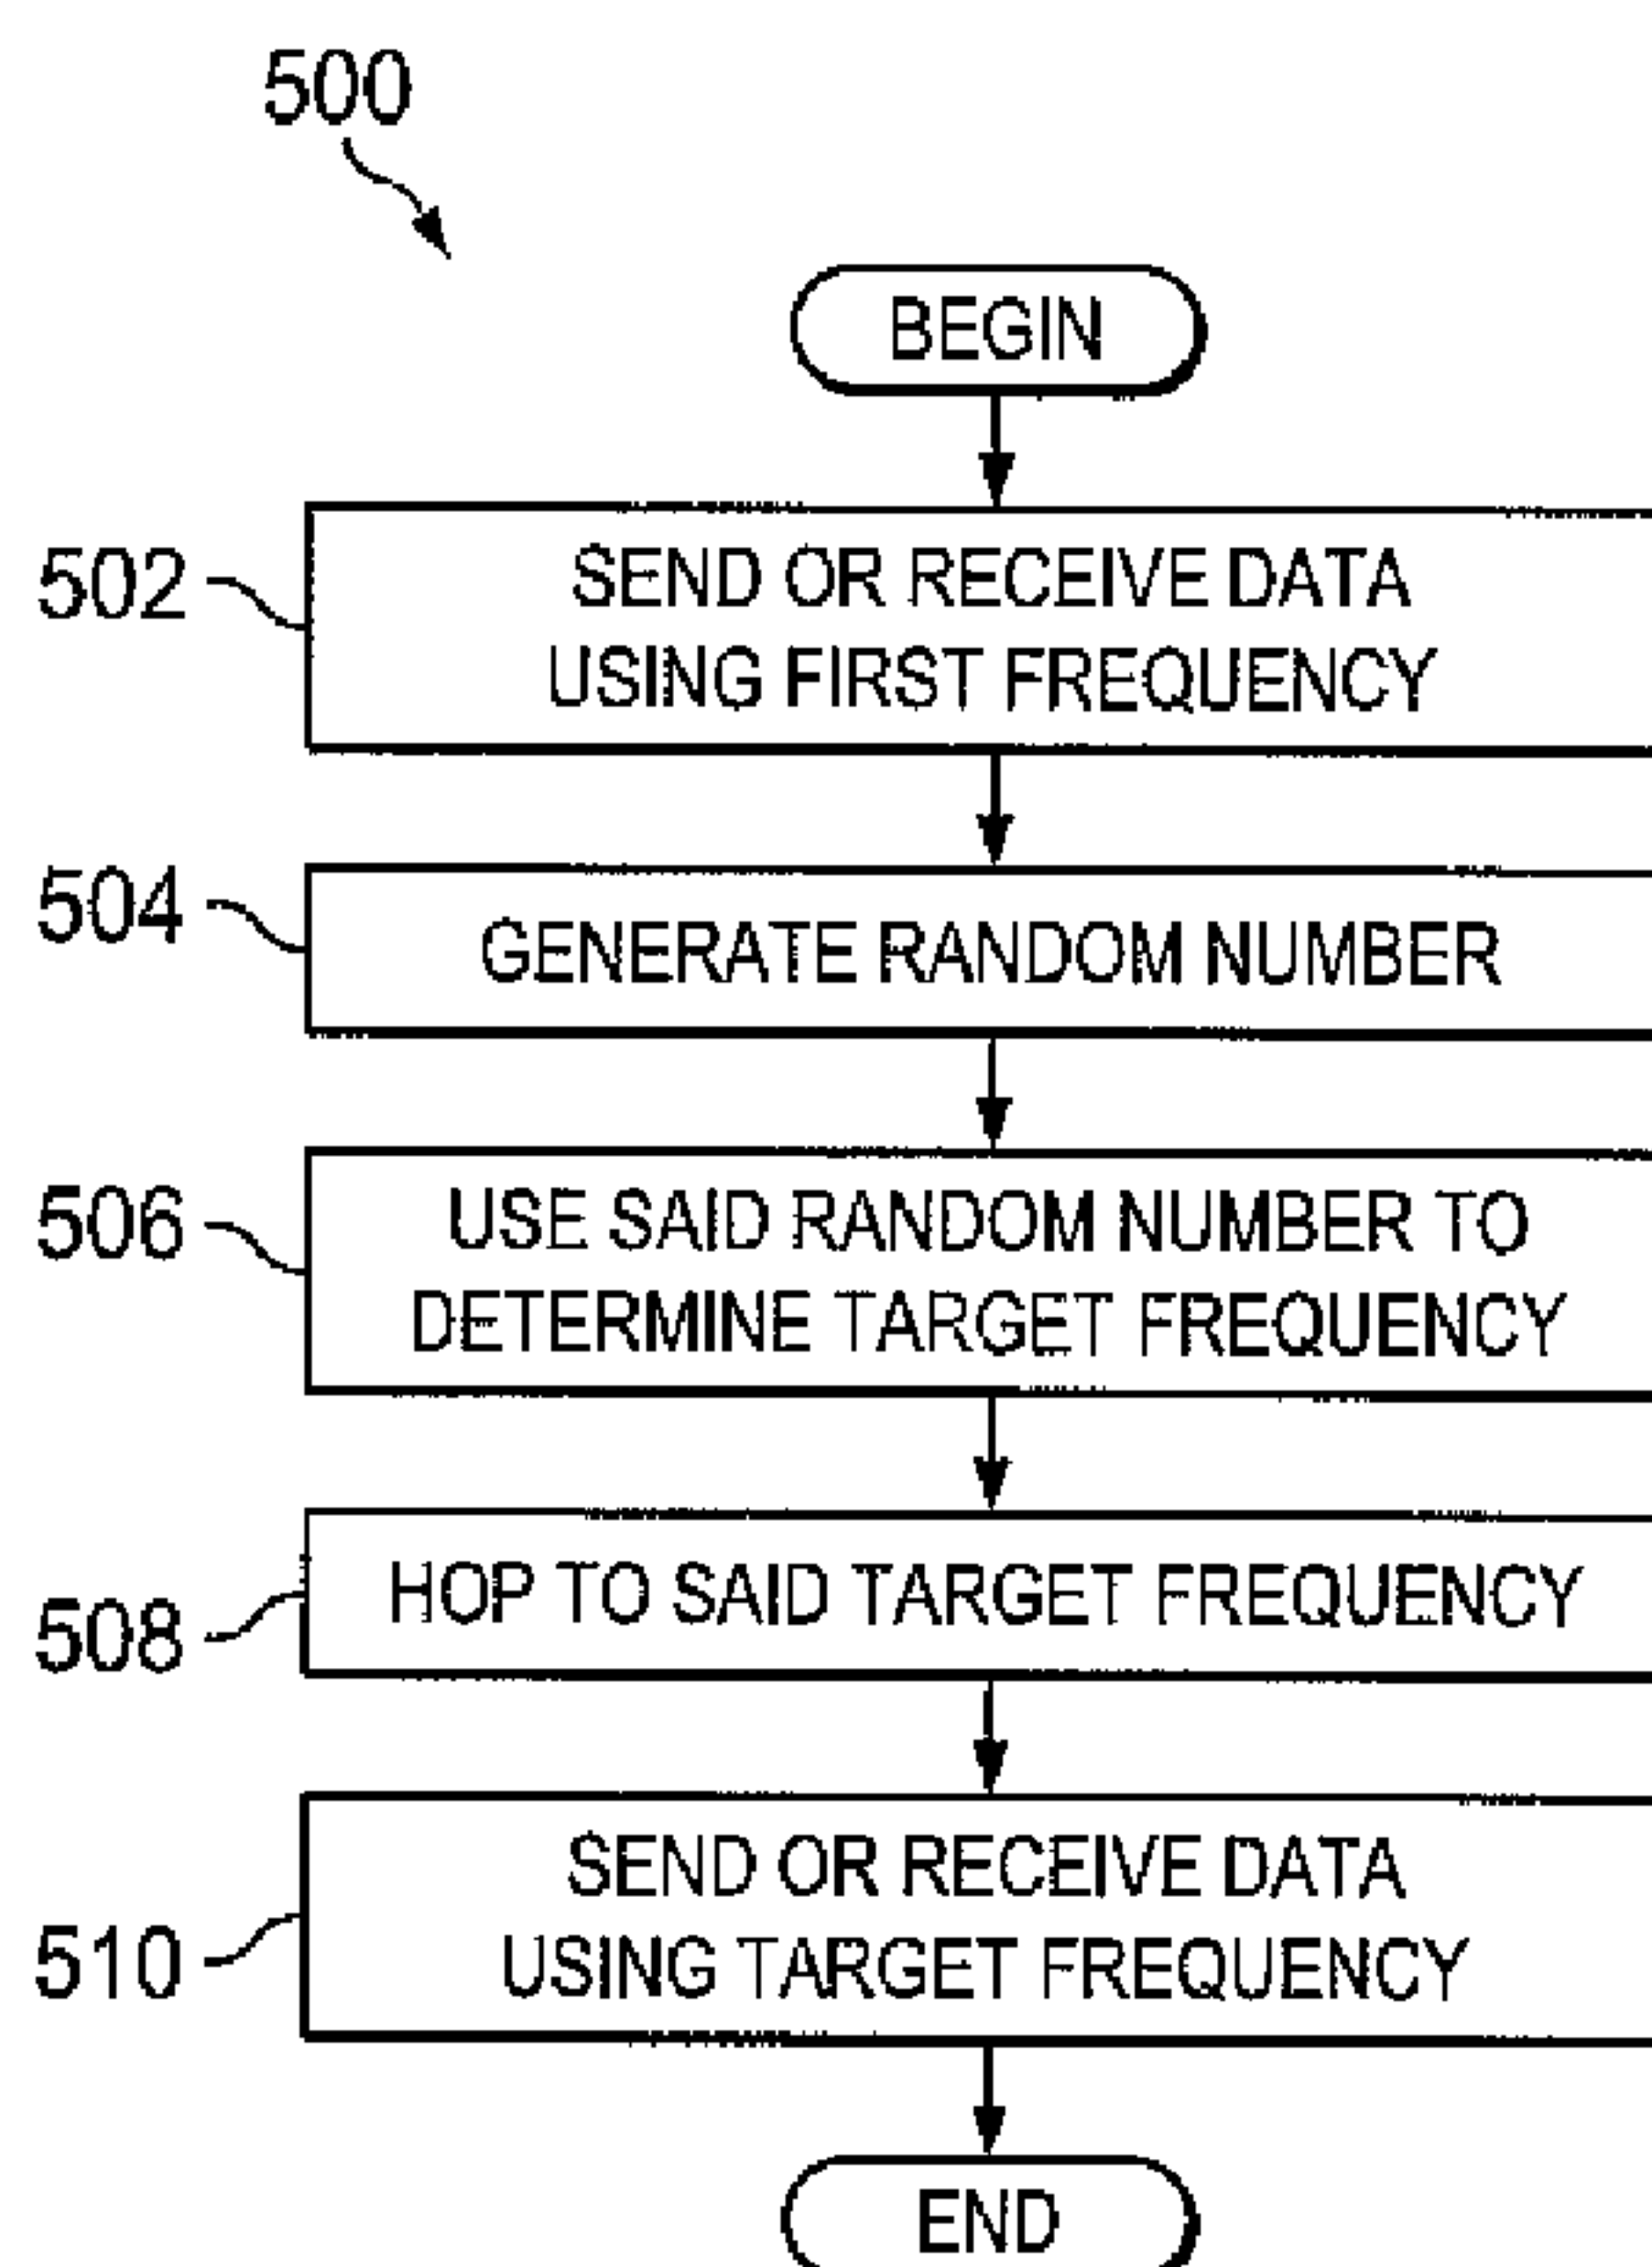 500
BEGIN
502
SEND OR RECEIVE DATA
USING FIRST FREQUENCY
504
GENERATE RANDOM NUMBER
506
USE SAID RANDOM NUMBER TO
DETERMINE TARGET FREQUENCY
508
HOP TO SAID TARGET FREQUENCY
510
SEND OR RECEIVE DATA
USING TARGET FREQUENCY
END